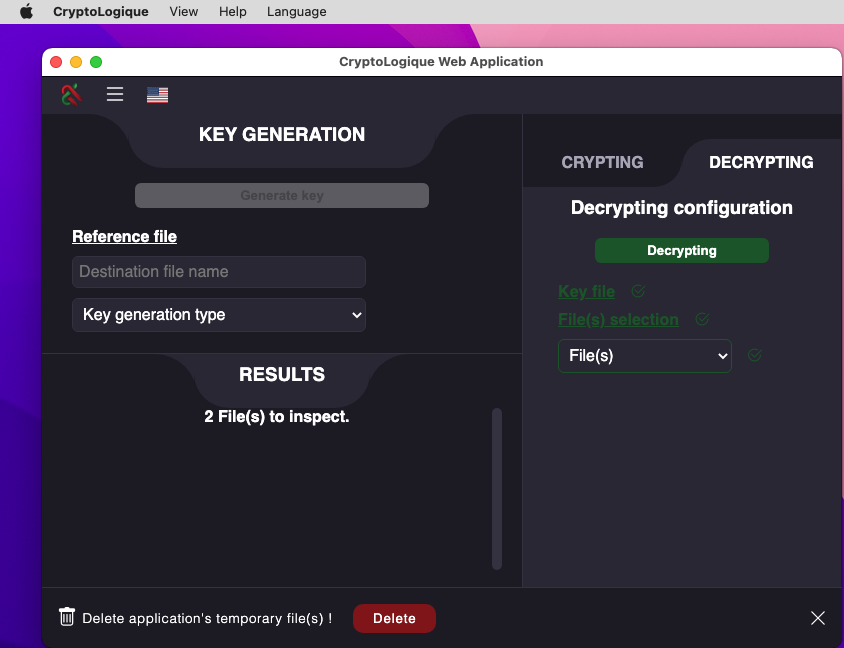 CryptoLogique View Help Language
CryptoLogique Web Application
KEY GENERATION
Generate key
Reference file
Destination file name
Key generation type
RESULTS
2 File(s) to inspect.
CRYPTING DECRYPTING
Decrypting configuration
Decrypting
Key file
File(s) selection
File(s)
Delete application's temporary file(s) ! Delete